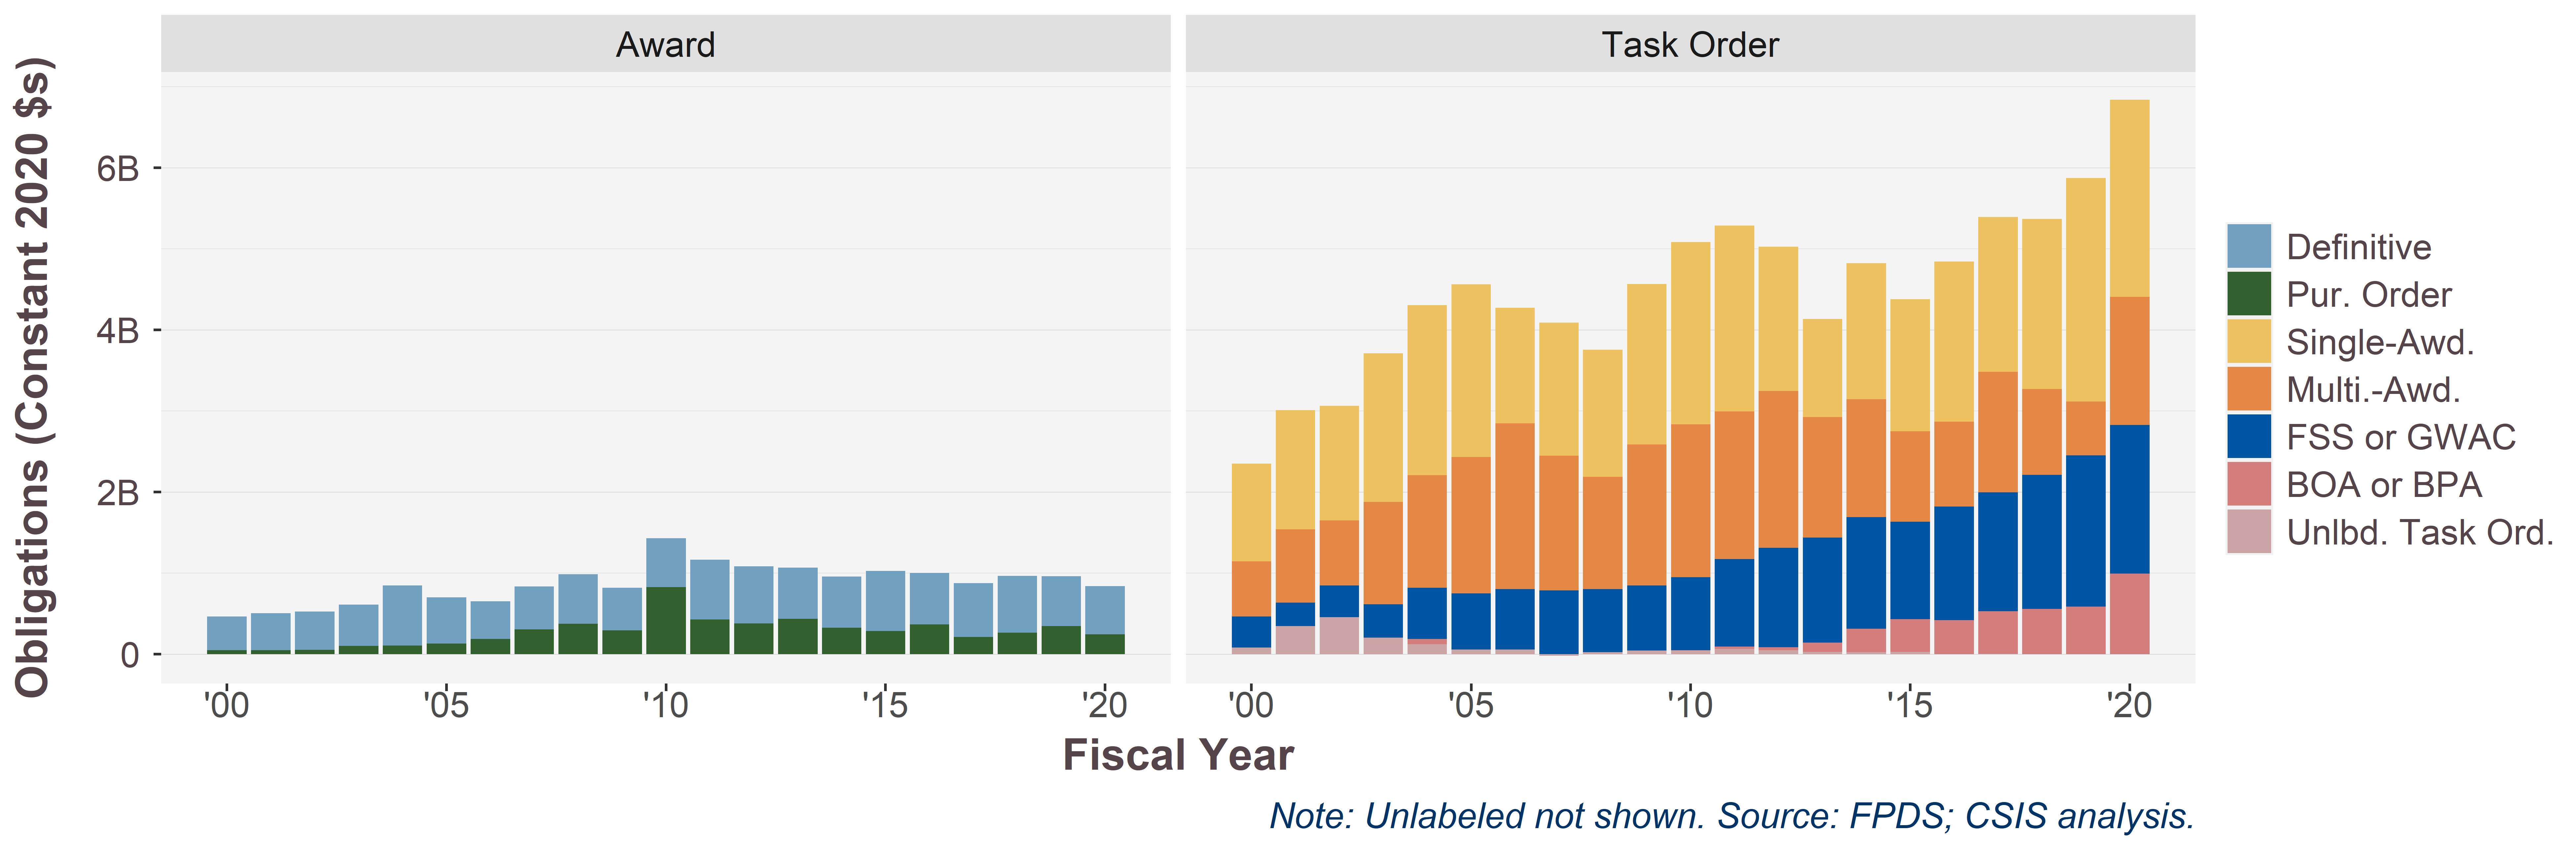 Award
Task Order
Obligations (Constant 2020 $s)
6B
4B
2B
0
'00 '05 '10 '15 '20
'00 '05 '10 '15 '20
Fiscal Year
Definitive
Pur. Order
Single-Awd.
Multi.-Awd.
FSS or GWAC
BOA or BPA
Unlbd. Task Ord.
Note: Unlabeled not shown. Source: FPDS; CSIS analysis.